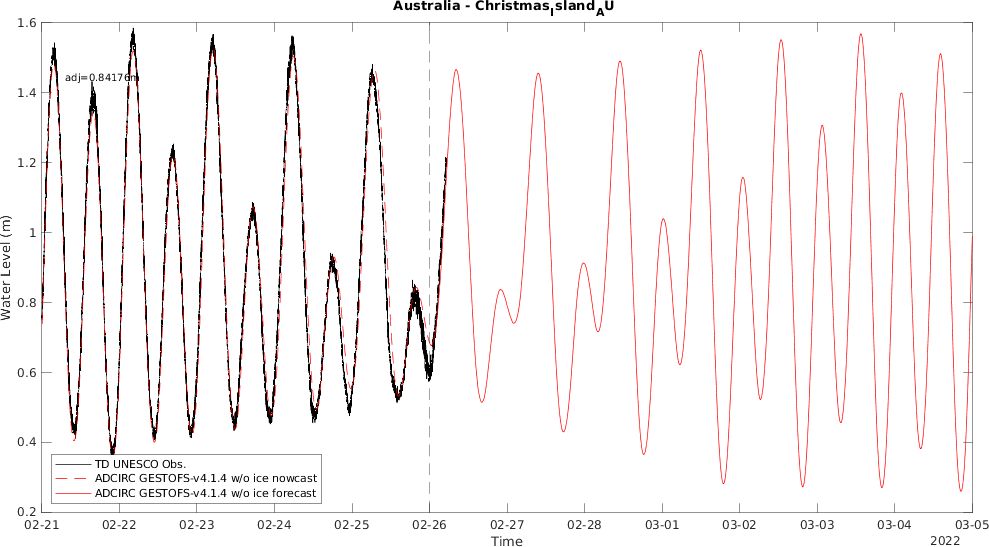 Australia - Christmas_Island_AU
1.6
adj=0.84176m
1.4
1.2
1
0.8
0.6
0.4
0.2
Water Level (m)
TD UNESCO Obs.
ADCIRC GESTOFS-v4.1.4 w/o ice nowcast
ADCIRC GESTOFS-v4.1.4 w/o ice forecast
02-21 02-22 02-23 02-24 02-25 02-26 02-27 02-28 03-01 03-02 03-03 03-04 03-05
Time
2022